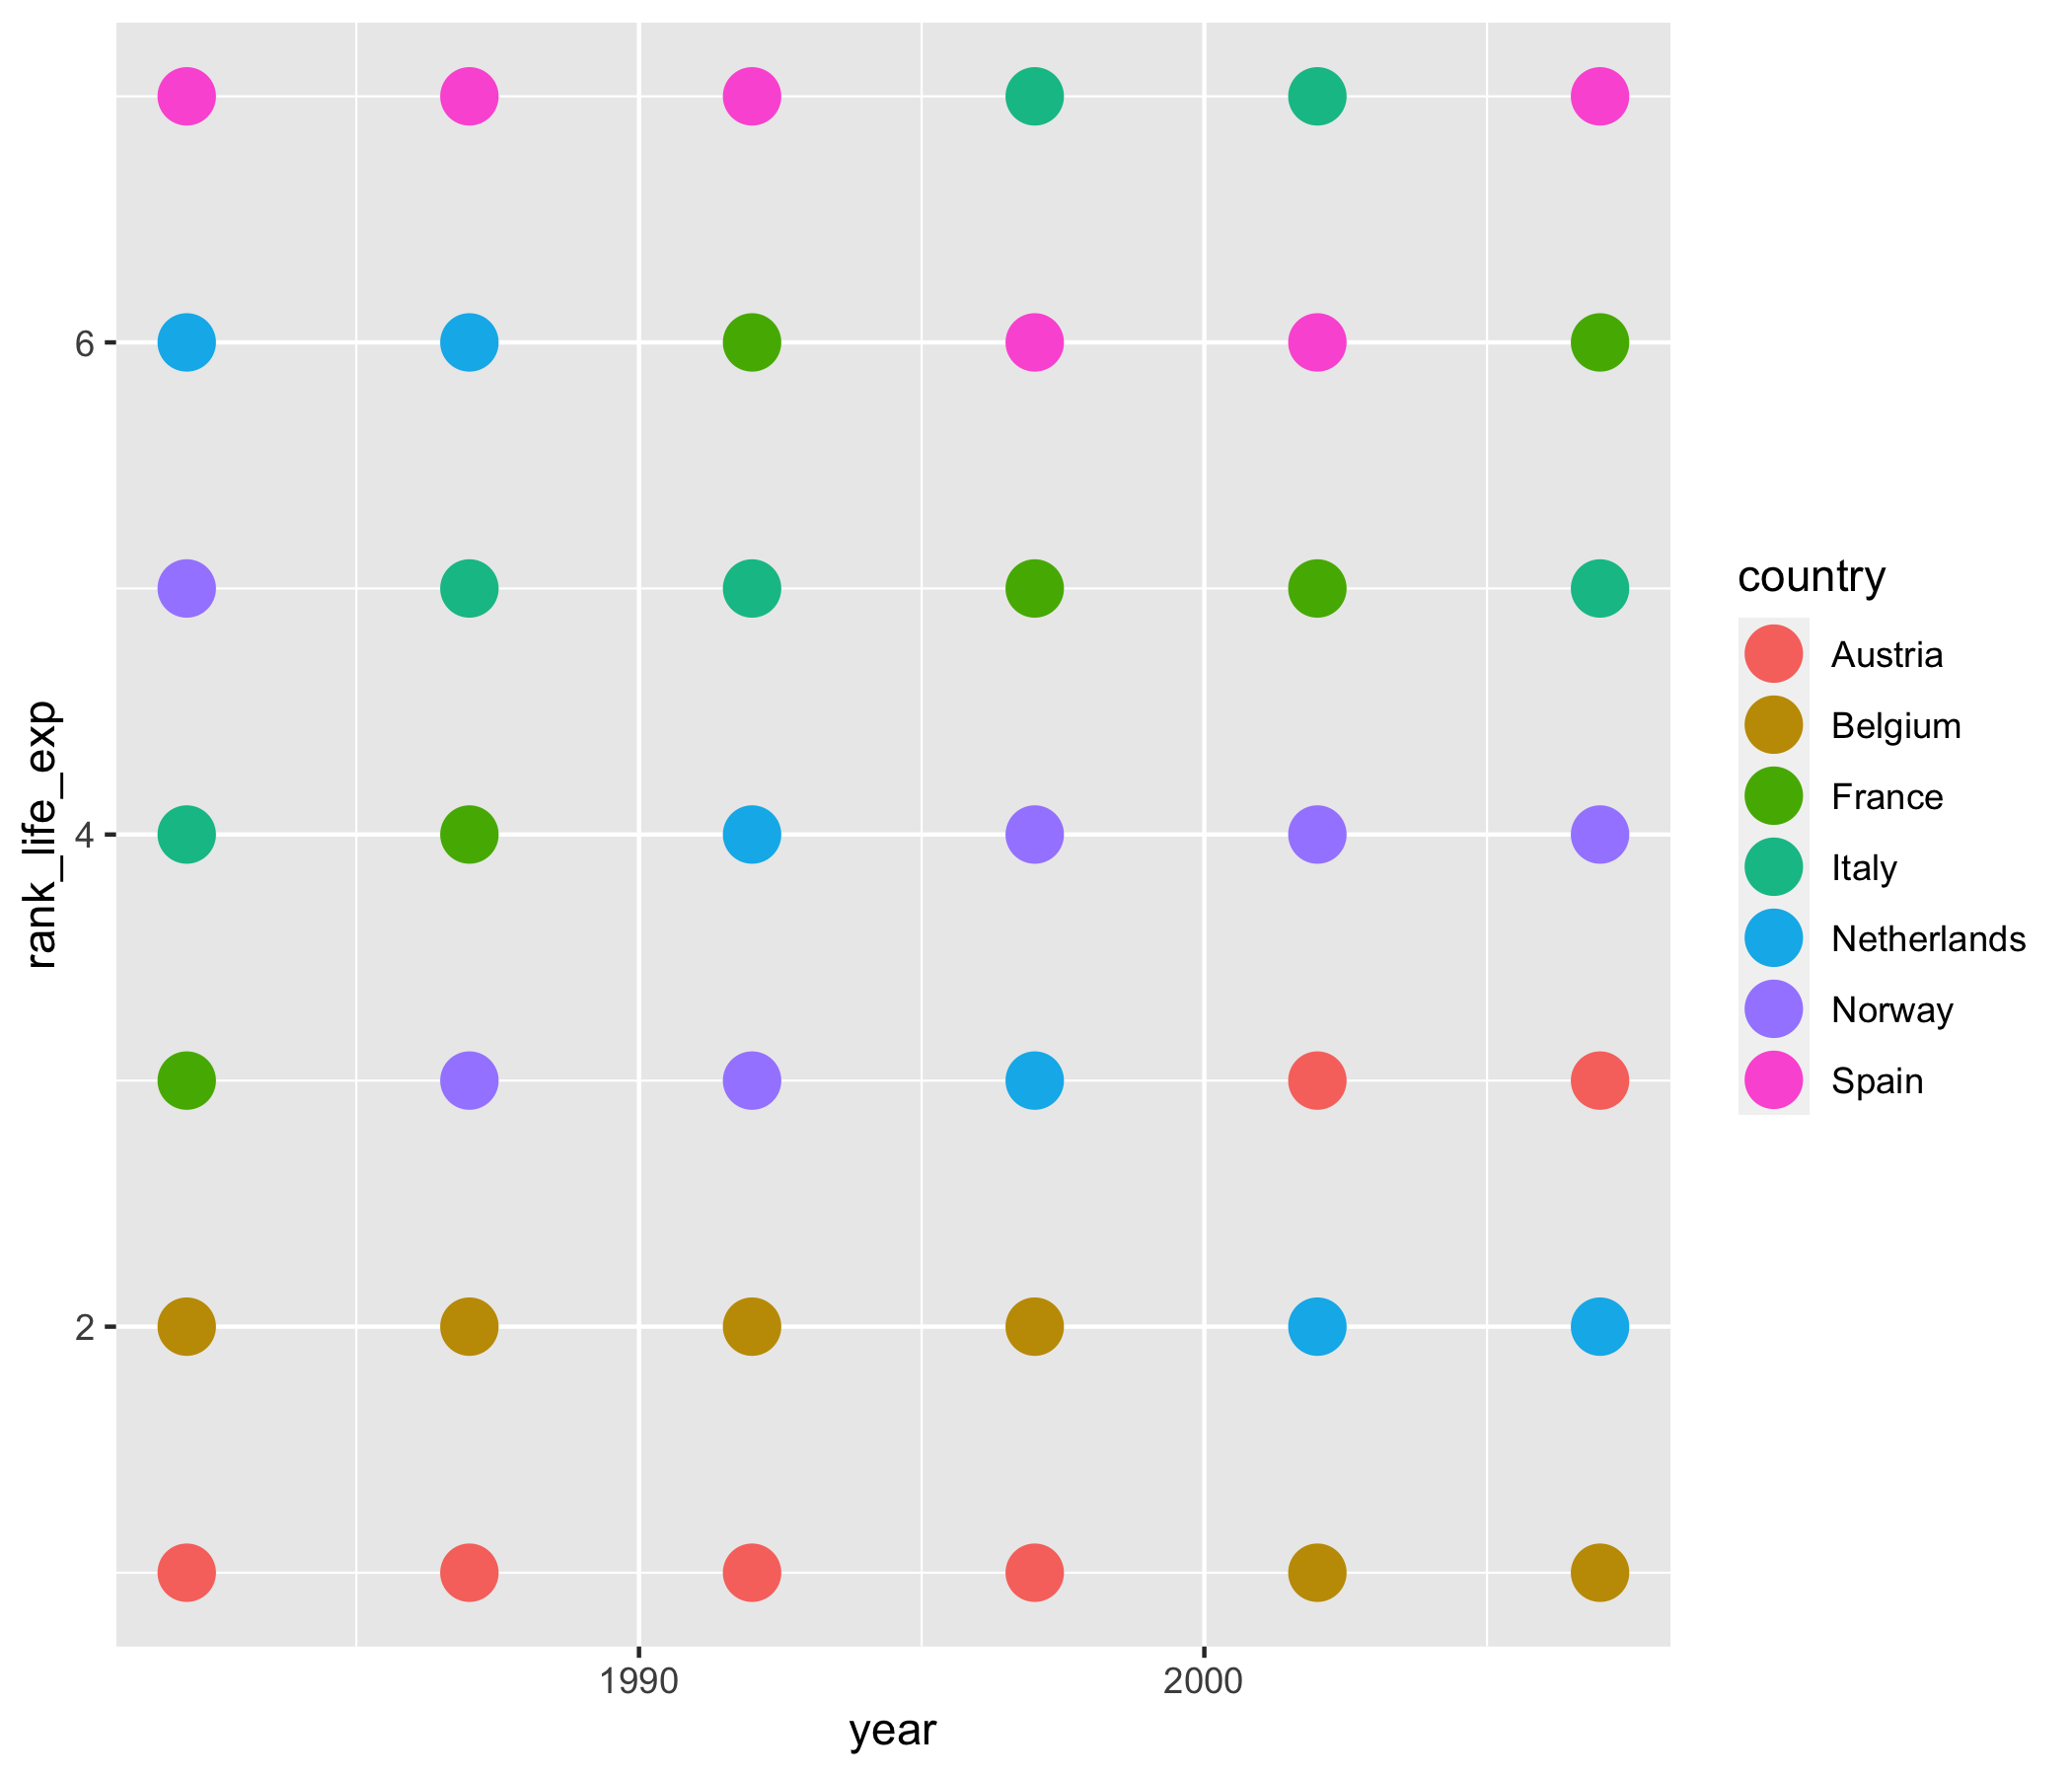 6
4
2
rank_life_exp
1990
2000
year
country
Austria
Belgium
France
Italy
Netherlands
Norway
Spain